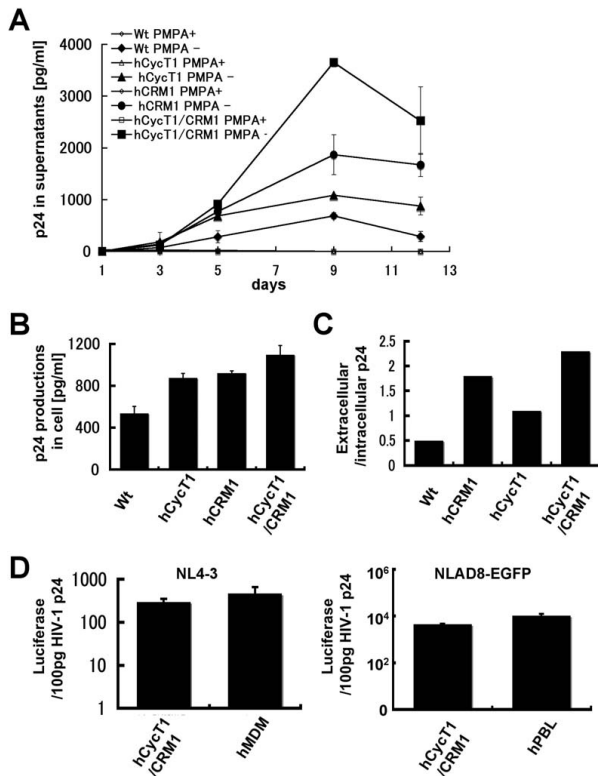 A
Wt PMPA+
Wt PMPA −
hCycT1 PMPA+
hCycT1 PMPA −
hCRM1 PMPA+
hCRM1 PMPA −
hCycT1/CRM1 PMPA+
hCycT1/CRM1 PMPA -
p24 in supernatants [pg/ml]
4000
3000
2000
1000
0
1 3 5 7 9 11 13
days
B
p24 productions
in cell [pg/ml]
1200
800
400
0
Wt
hCycT1
hCRM1
hCycT1
/CRM1
C
Extracellular
/intracellular p24
2.5
2
1.5
1
0.5
0
Wt
hCRM1
hCycT1
hCycT1
/CRM1
D
NL4-3
Luciferase
/100pg HIV-1 p24
1000
100
10
1
hCycT1
/CRM1
hMDM
NLAD8-EGFP
Luciferase
/100pg HIV-1 p24
10⁶
10⁴
10²
0
hCycT1
/CRM1
hPBL